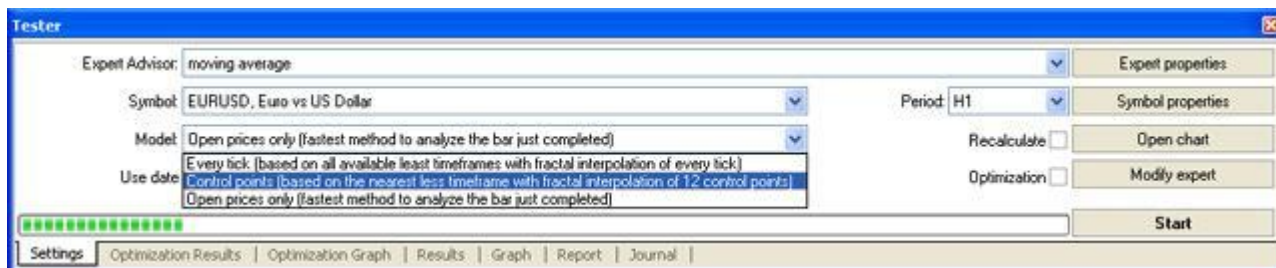 Tester
Expert Advisor: moving average Expert properties
Symbol: EURUSD, Euro vs US Dollar Period: H1 Symbol properties
Model: Open prices only (fastest method to analyze the bar just completed) Recalculate Open chart
Every tick (based on all available least timeframes with fractal interpolation of every tick)
Use date Control points (based on the nearest less timeframe with fractal interpolation of 12 control points) Optimization Modify expert
Open prices only (fastest method to analyze the bar just completed)
Start
Settings | Optimization Results | Optimization Graph | Results | Graph | Report | Journal |